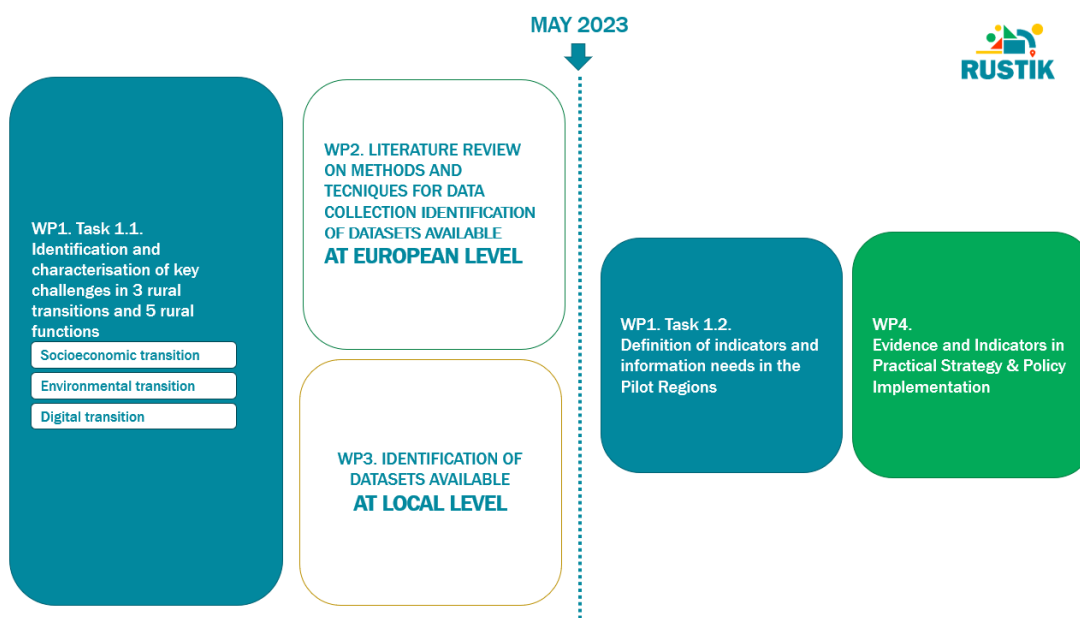 MAY 2023
RUSTIK
WP1. Task 1.1.
Identification and
characterisation of key
challenges in 3 rural
transitions and 5 rural
functions
Socioeconomic transition
Environmental transition
Digital transition
WP2. LITERATURE REVIEW
ON METHODS AND
TECNIQUES FOR DATA
COLLECTION IDENTIFICATION
OF DATASETS AVAILABLE
AT EUROPEAN LEVEL
WP3. IDENTIFICATION OF
DATASETS AVAILABLE
AT LOCAL LEVEL
WP1. Task 1.2.
Definition of indicators and
information needs in the
Pilot Regions
WP4.
Evidence and Indicators in
Practical Strategy & Policy
Implementation